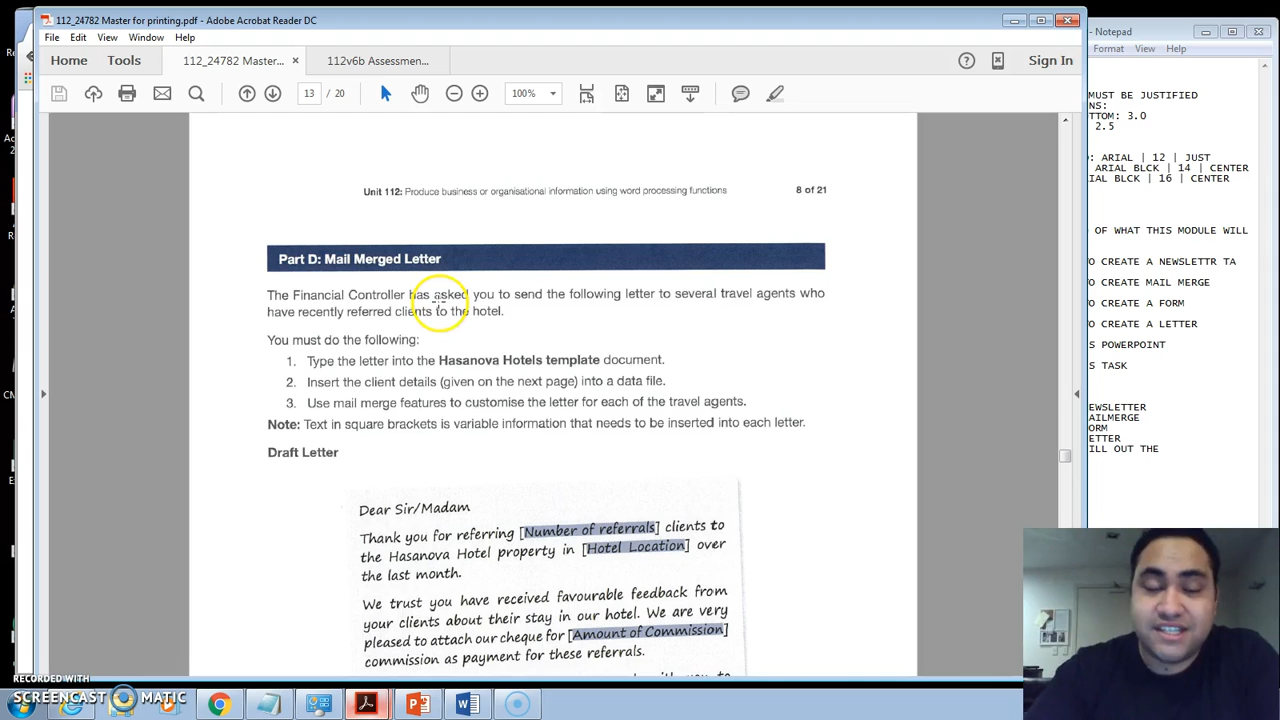 112_24782 Master for printing.pdf - Adobe Acrobat Reader DC
- Notepad
File Edit View Window Help
Format View Help
Home Tools 112_24782 Master... × 112v6b Assessmen... Sign In
13 / 20 100%
MUST BE JUSTIFIED
NS:
TTOM: 3.0
2.5
: ARIAL | 12 | JUST
ARIAL BLCK | 14 | CENTER
IAL BLCK | 16 | CENTER
OF WHAT THIS MODULE WILL
O CREATE A NEWSLETTR TA
O CREATE MAIL MERGE
O CREATE A FORM
O CREATE A LETTER
S POWERPOINT
S TASK
EWSLETTER
AILMERGE
ORM
ETTER
ILL OUT THE
Unit 112: Produce business or organisational information using word processing functions 8 of 21
Part D: Mail Merged Letter
The Financial Controller has asked you to send the following letter to several travel agents who
have recently referred clients to the hotel.
You must do the following:
1. Type the letter into the Hasanova Hotels template document.
2. Insert the client details (given on the next page) into a data file.
3. Use mail merge features to customise the letter for each of the travel agents.
Note: Text in square brackets is variable information that needs to be inserted into each letter.
Draft Letter
Dear Sir/Madam
Thank you for referring [Number of referrals] clients to
the Hasanova Hotel property in [Hotel Location] over
the last month.
We trust you have received favourable feedback from
your clients about their stay in our hotel. We are very
pleased to attach our cheque for [Amount of Commission]
commission as payment for these referrals.
RECORDED WITH
SCREENCAST MATIC